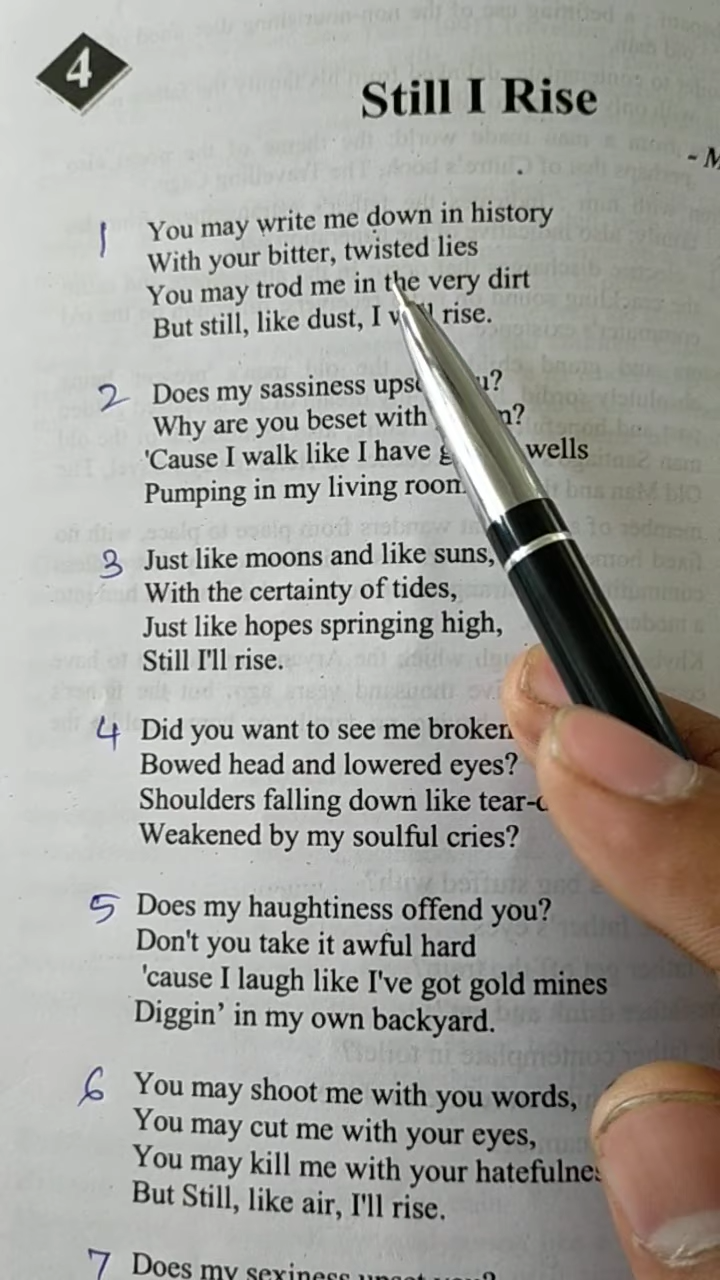 4
Still I Rise
- M
1
You may write me down in history
With your bitter, twisted lies
You may trod me in the very dirt
But still, like dust, I rise.
2
Does my sassiness
Why are you beset with
'Cause I walk like I have wells
Pumping in my living
3
Just like moons and like suns,
With the certainty of tides,
Just like hopes springing high,
Still I'll rise.
4
Did you want to see me broken
Bowed head and lowered eyes?
Shoulders falling down like
Weakened by my soulful cries?
5
Does my haughtiness offend you?
Don't you take it awful hard
'cause I laugh like I've got gold mines
Diggin’ in my own backyard.
6
You may shoot me with you words,
You may cut me with your eyes,
You may kill me with your
But Still, like air, I'll rise.
7
Does my sexiness